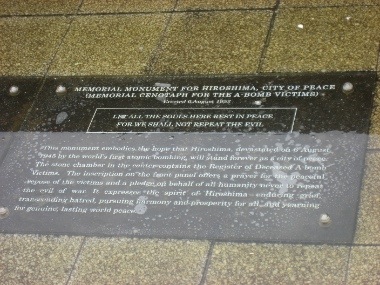 MEMORIAL MONUMENT FOR HIROSHIMA, CITY OF PEACE
(MEMORIAL CENOTAPH FOR THE A-BOMB VICTIMS)
Erected 6 August 1952
LET ALL THE SOULS HERE REST IN PEACE
FOR WE SHALL NOT REPEAT THE EVIL
This monument embodies the hope that Hiroshima, devastated on 6 August
1945 by the world's first atomic bombing, will stand forever as a city of peace.
The stone chamber in the center contains the Register of Deceased A-bomb
Victims. The inscription on the front panel offers a prayer for the peaceful
repose of the victims and a pledge on behalf of all humanity never to repeat
the evil of war. It expresses the spirit of Hiroshima - enduring grief,
transcending hatred, pursuing harmony and prosperity for all, and yearning
for genuine, lasting world peace.